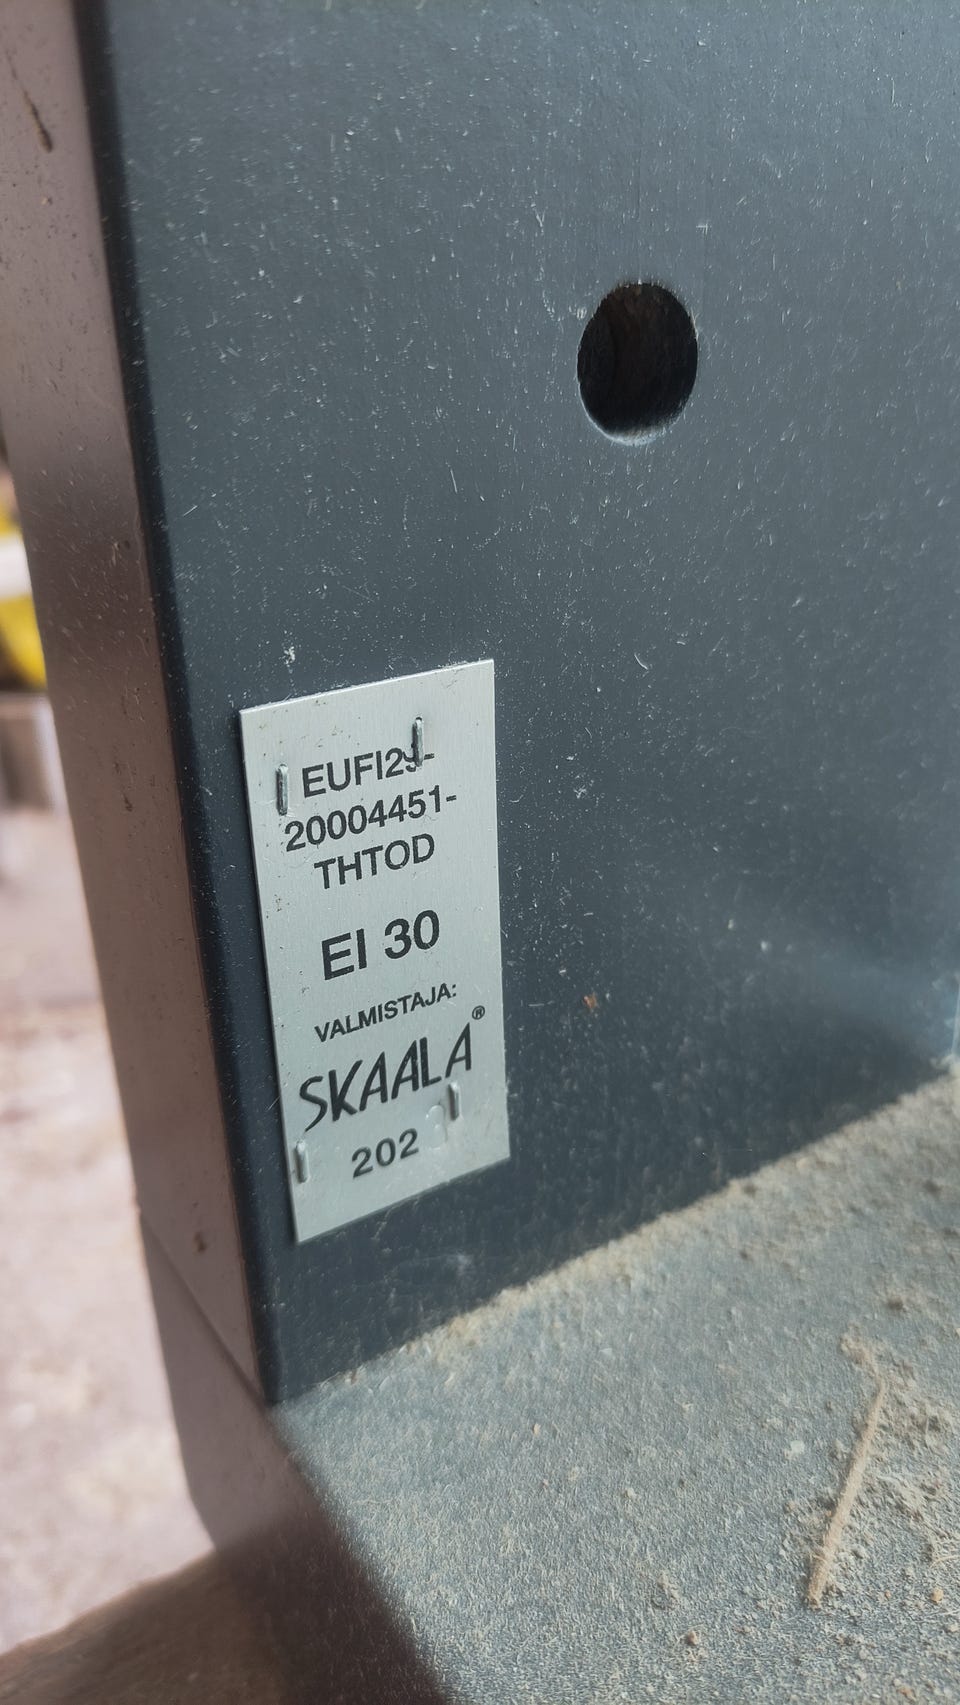 EUFI29-
20004451-
THTOD
EI 30
VALMISTAJA:
SKAALA®
202